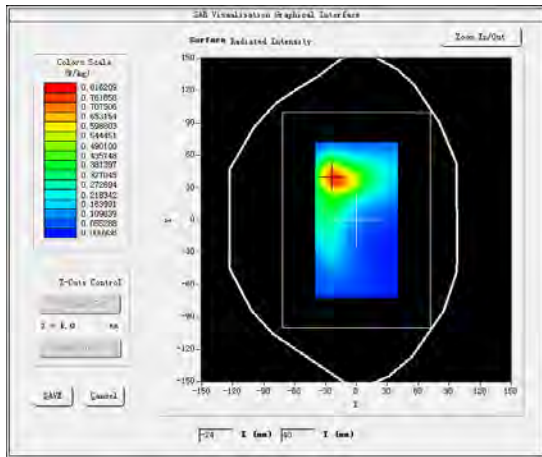 SAR Visualisation Graphical Interface
Surface Radiated Intensity
Zoom In/Out
Colors Scale
(W/kg)
0.816209
0.761858
0.707506
0.653154
0.598803
0.544451
0.490100
0.435748
0.381397
0.327045
0.272694
0.218342
0.163991
0.109639
0.055288
150
120
90
60
30
0
-30
-60
-90
-120
-150
Y
-150 -120 -90 -60 -30 0 30 60 90 120 150
X
Z-Cuts Control
SAVE
Cancel
-24 X (mm) 40 Y (mm)